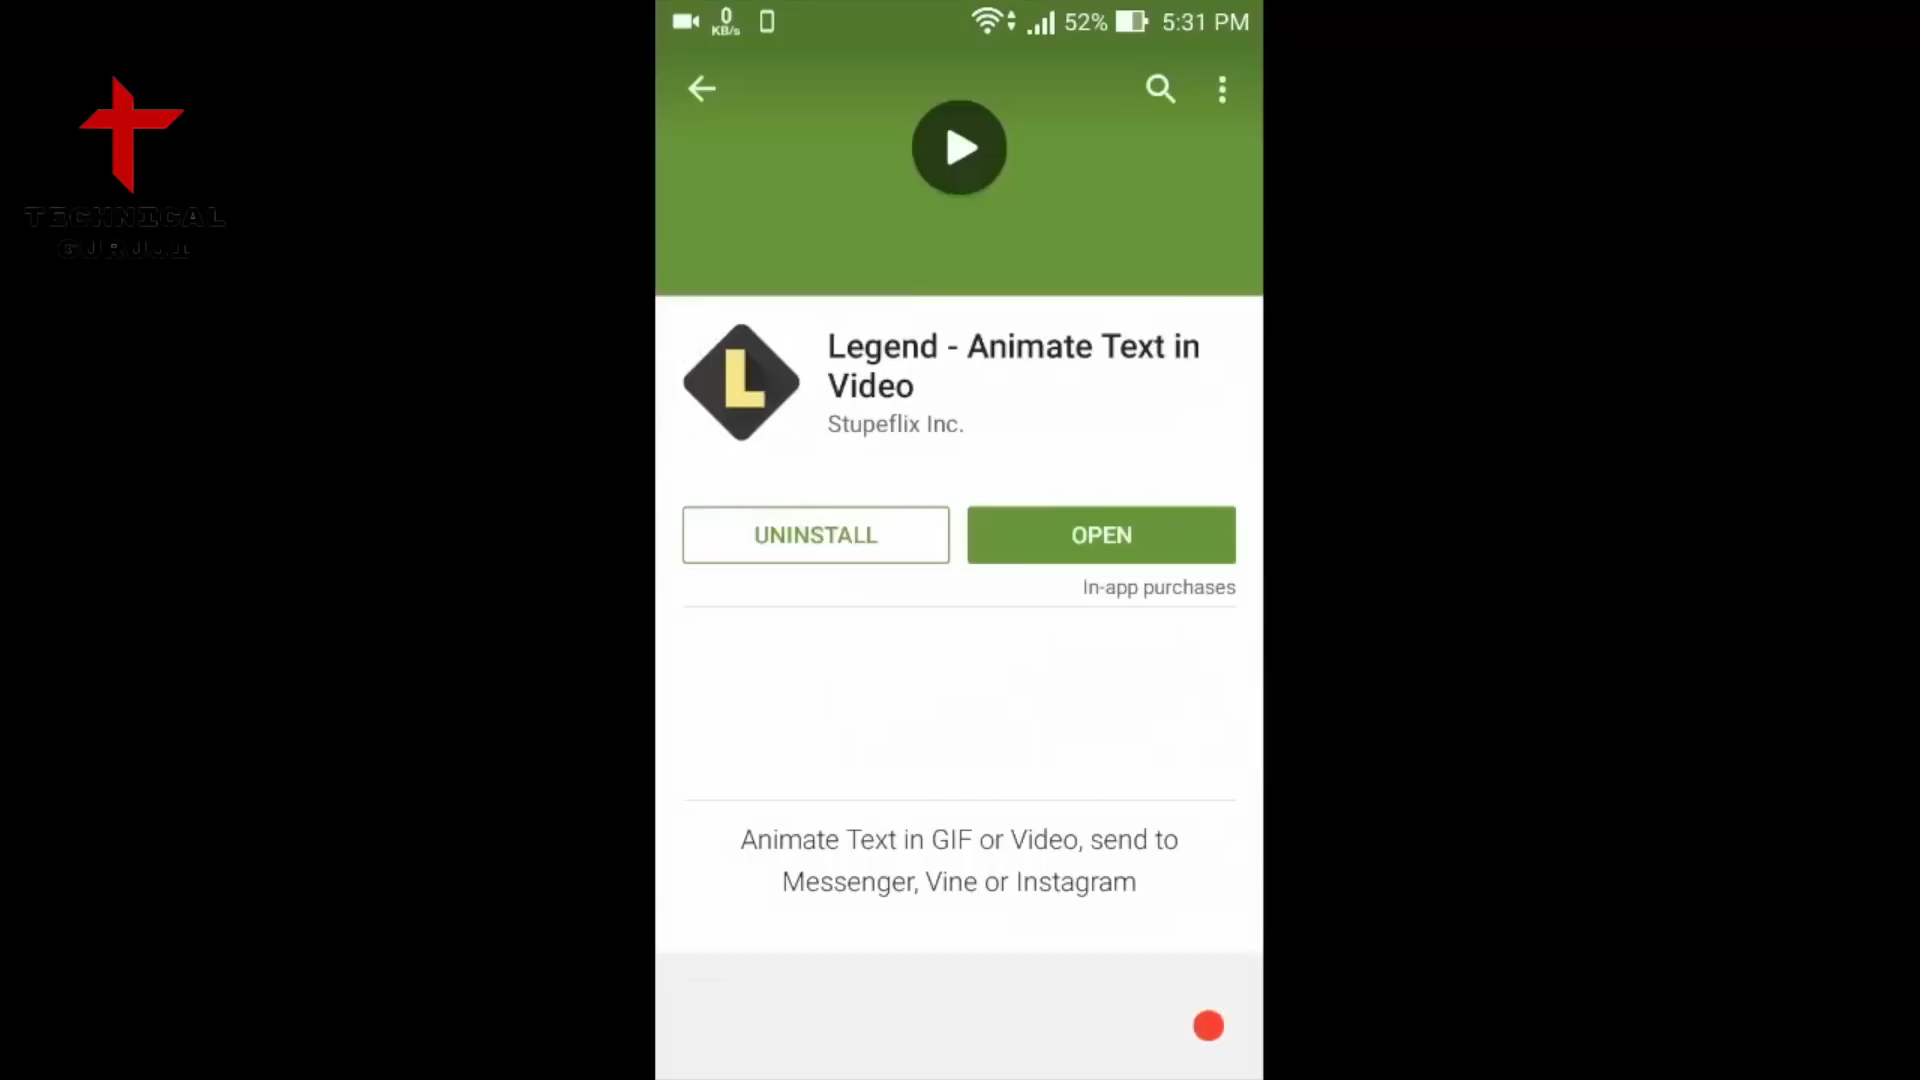 0
KB/s
52%
5:31 PM
TECHNICAL
GURUJI
L
Legend - Animate Text in
Video
Stupeflix Inc.
UNINSTALL
OPEN
In-app purchases
Animate Text in GIF or Video, send to
Messenger, Vine or Instagram